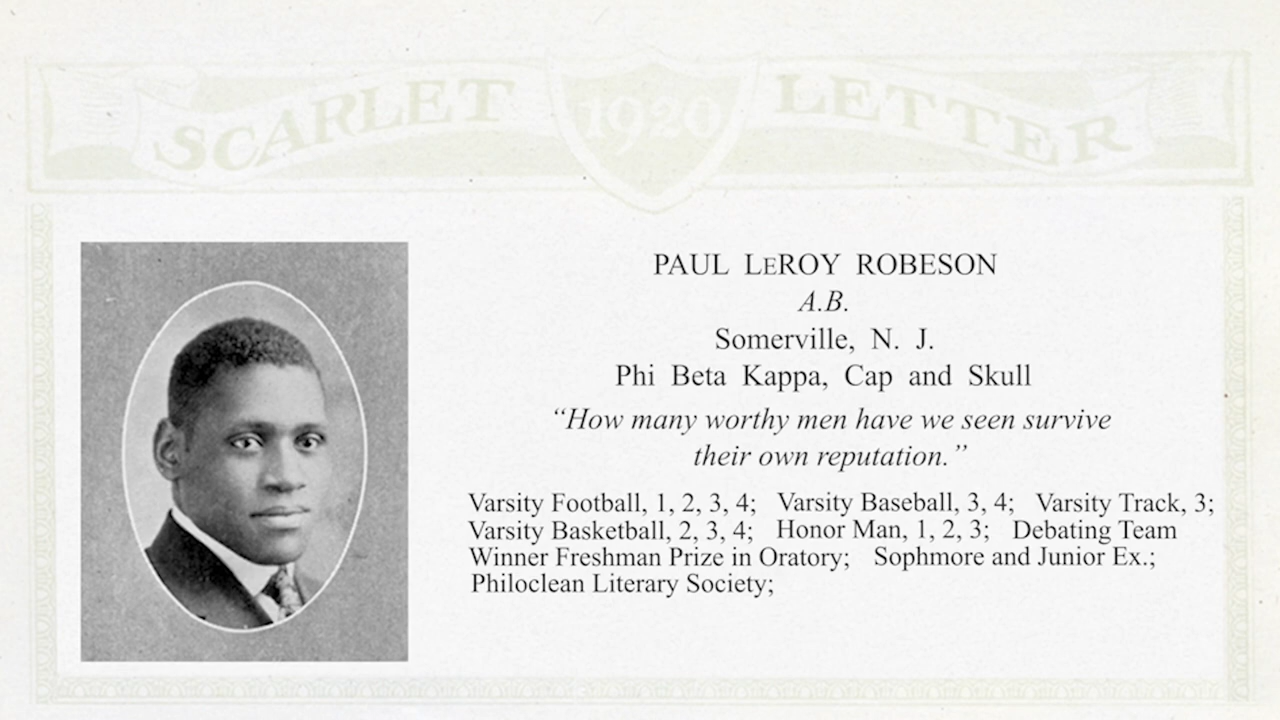 SCARLET 1920 LETTER
PAUL LEROY ROBESON
A.B.
Somerville, N. J.
Phi Beta Kappa, Cap and Skull
“How many worthy men have we seen survive
their own reputation.”
Varsity Football, 1, 2, 3, 4; Varsity Baseball, 3, 4; Varsity Track, 3;
Varsity Basketball, 2, 3, 4; Honor Man, 1, 2, 3; Debating Team
Winner Freshman Prize in Oratory; Sophmore and Junior Ex.;
Philoclean Literary Society;